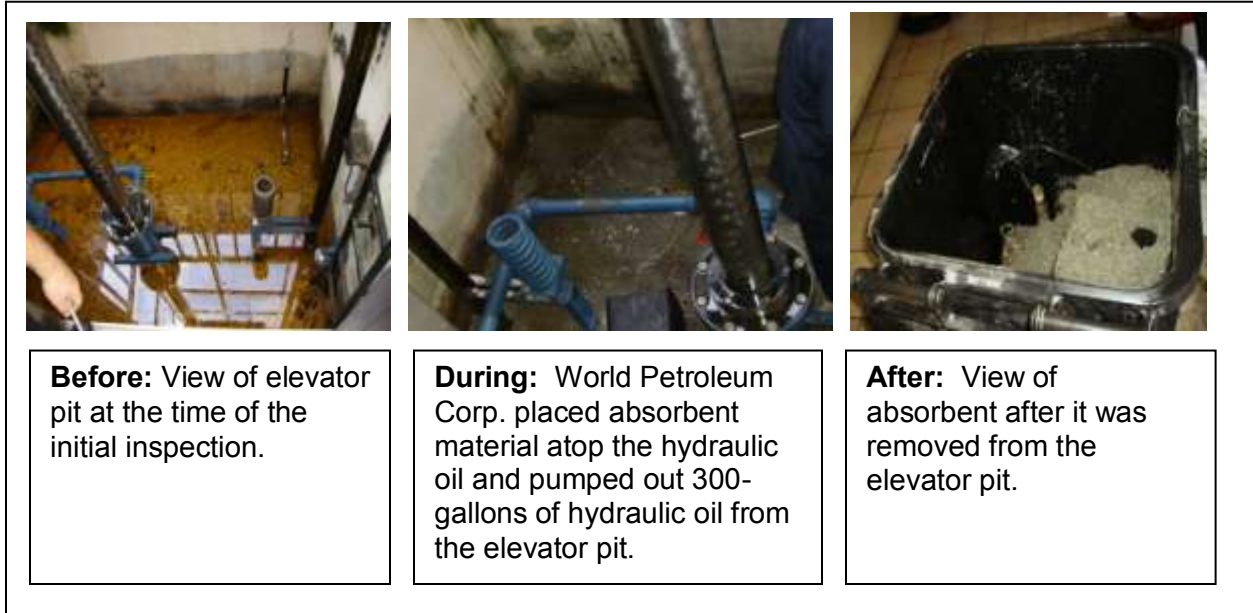 Before: View of elevator
pit at the time of the
initial inspection.
During: World Petroleum
Corp. placed absorbent
material atop the hydraulic
oil and pumped out 300-
gallons of hydraulic oil from
the elevator pit.
After: View of
absorbent after it was
removed from the
elevator pit.